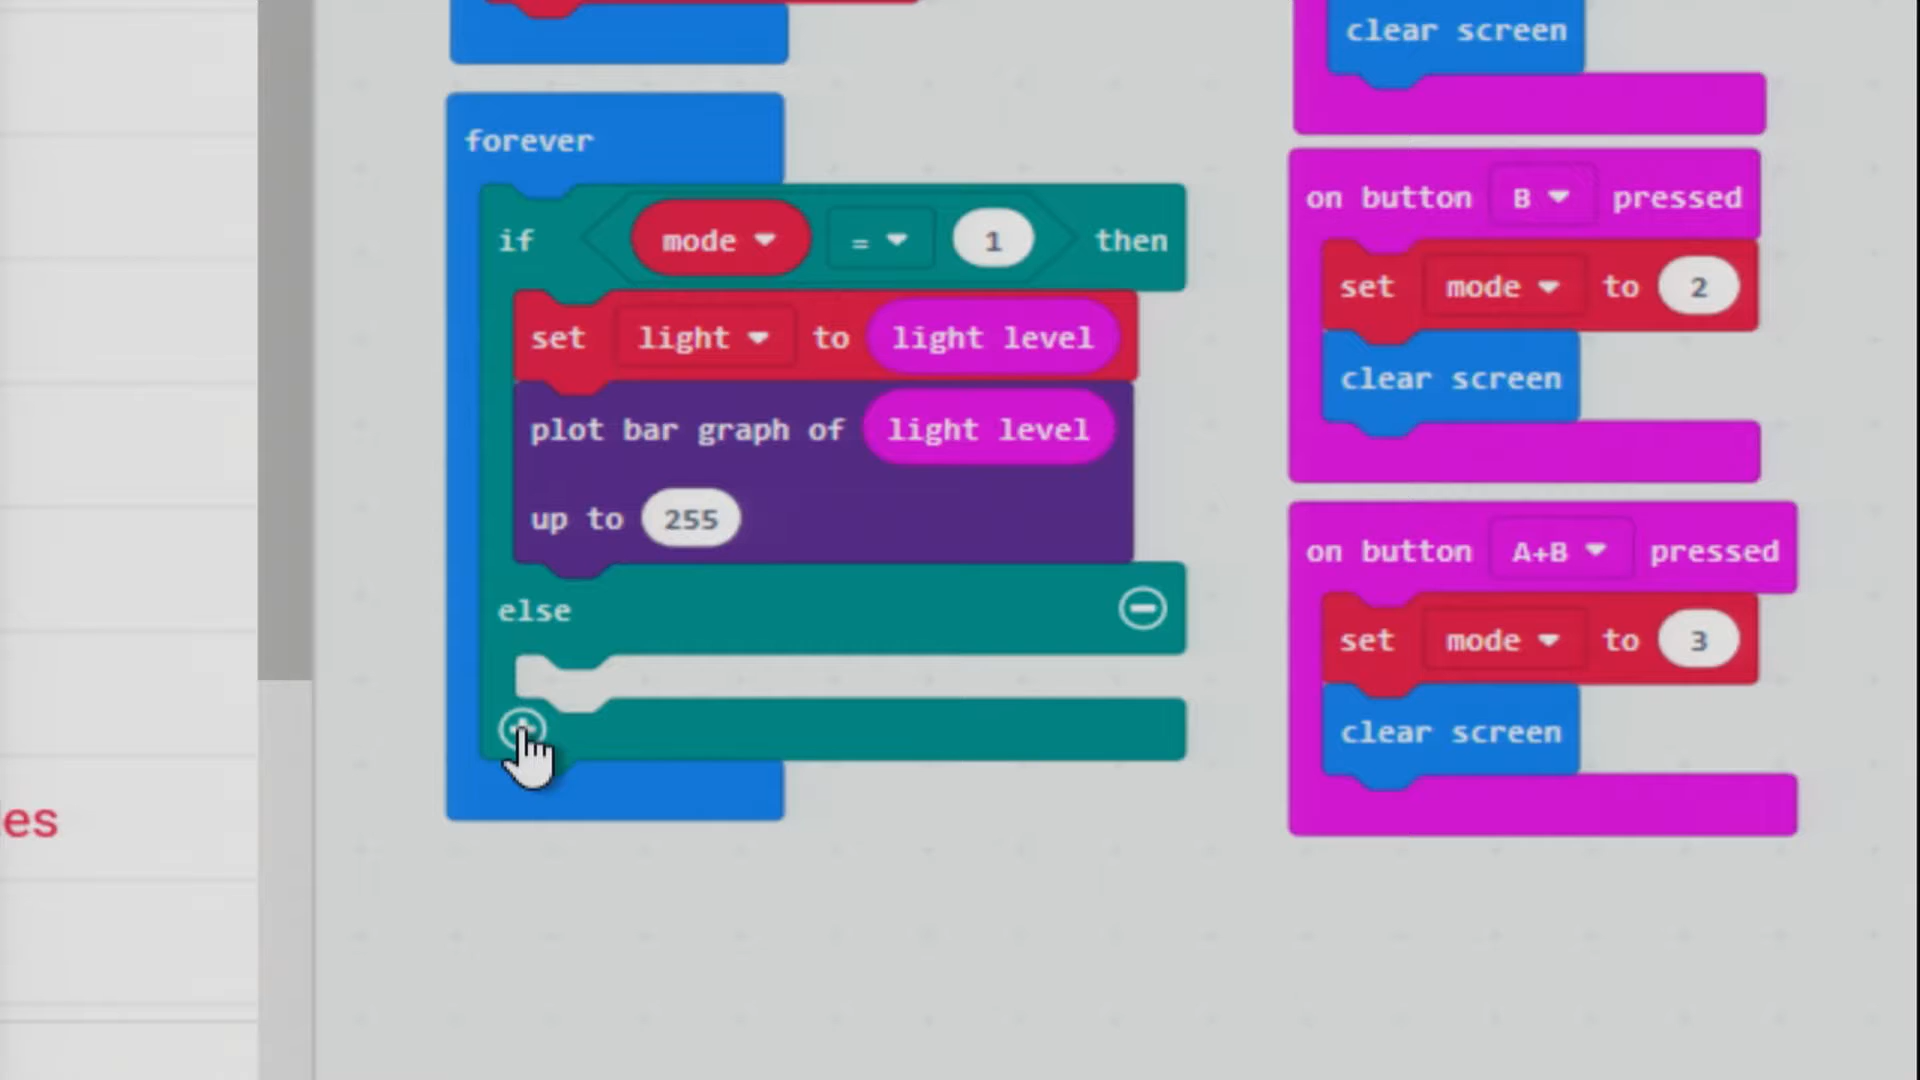 clear screen
forever
if mode = 1 then
set light to light level
plot bar graph of light level
up to 255
else
on button B pressed
set mode to 2
clear screen
on button A+B pressed
set mode to 3
clear screen
es